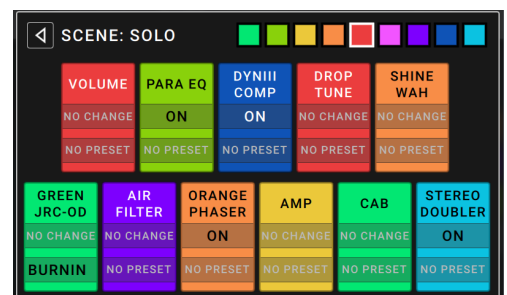 SCENE: SOLO
VOLUME
PARA EQ
DYNIII
COMP
DROP
TUNE
SHINE
WAH
NO CHANGE
ON
ON
NO CHANGE
NO CHANGE
NO PRESET
NO PRESET
NO PRESET
NO PRESET
NO PRESET
GREEN
JRC-OD
AIR
FILTER
ORANGE
PHASER
AMP
CAB
STEREO
DOUBLER
NO CHANGE
NO CHANGE
ON
NO CHANGE
NO CHANGE
ON
BURNIN
NO PRESET
NO PRESET
NO PRESET
NO PRESET
NO PRESET